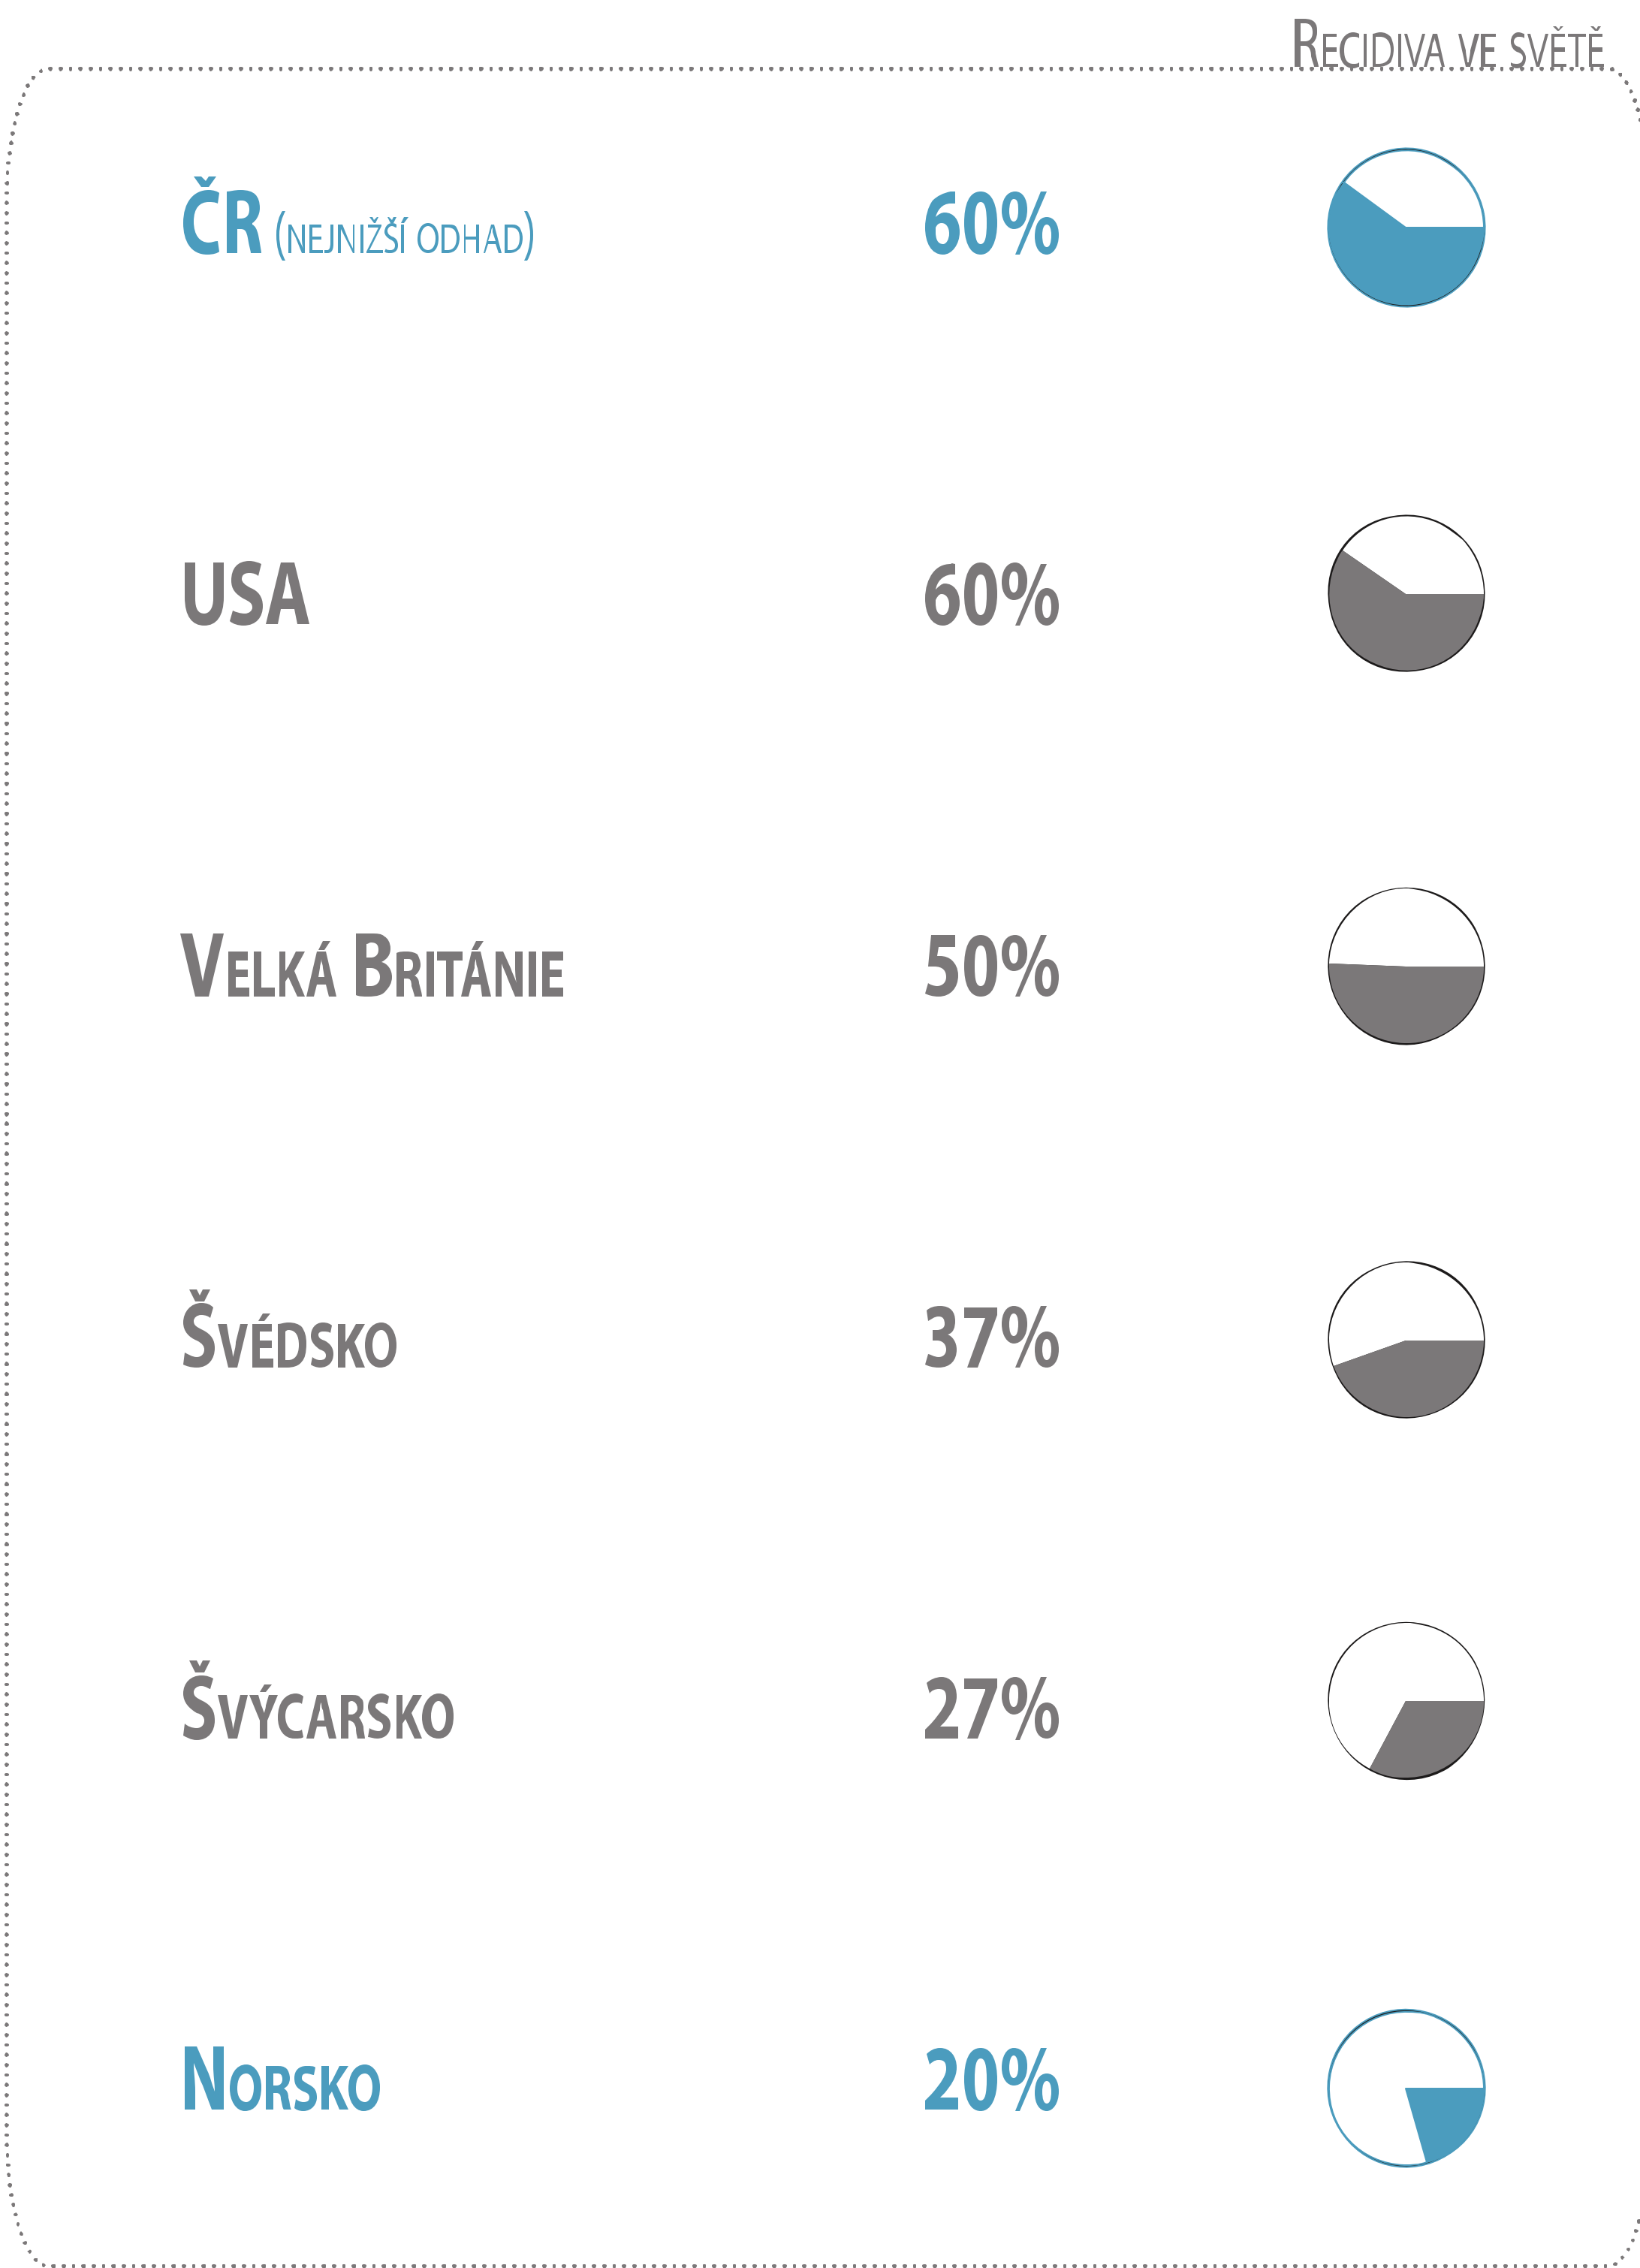 Recidiva ve světě
ČR (nejnižší odhad) 60%
USA 60%
Velká Británie 50%
Švédsko 37%
Švýcarsko 27%
Norsko 20%